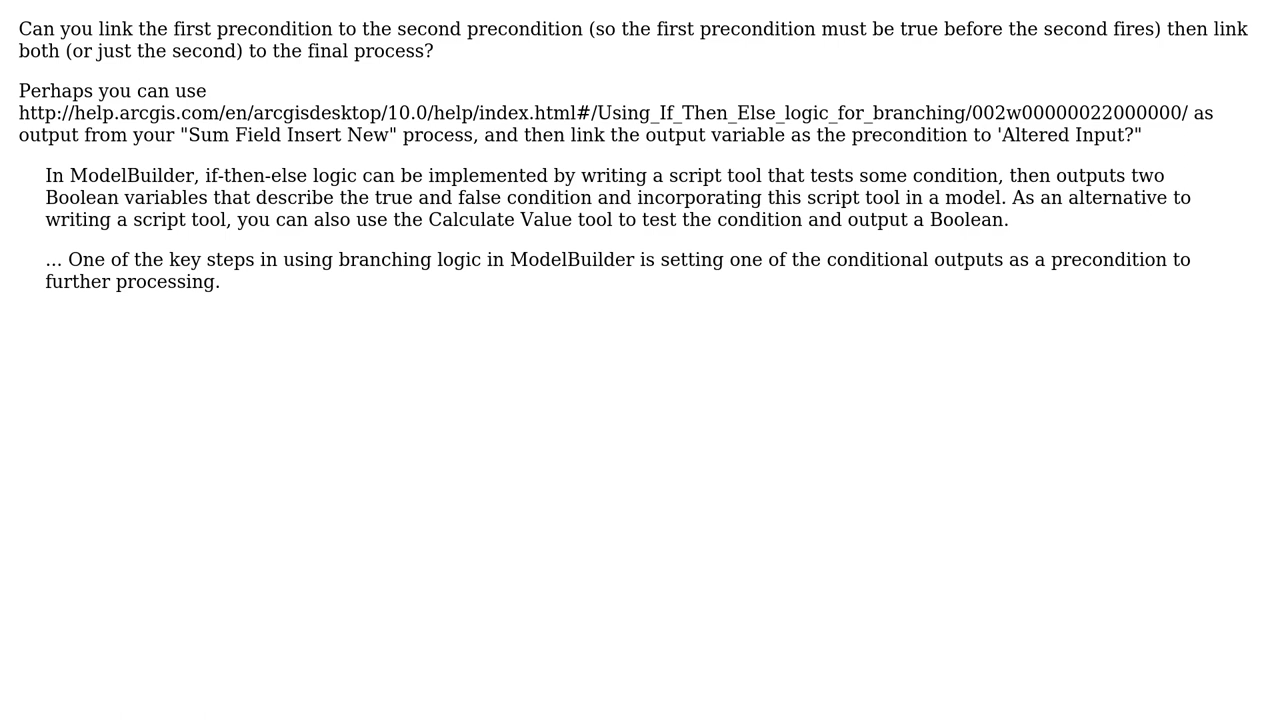 Can you link the first precondition to the second precondition (so the first precondition must be true before the second fires) then link
both (or just the second) to the final process?
Perhaps you can use
http://help.arcgis.com/en/arcgisdesktop/10.0/help/index.html#/Using_If_Then_Else_logic_for_branching/002w00000022000000/ as
output from your "Sum Field Insert New" process, and then link the output variable as the precondition to 'Altered Input?"
In ModelBuilder, if-then-else logic can be implemented by writing a script tool that tests some condition, then outputs two
Boolean variables that describe the true and false condition and incorporating this script tool in a model. As an alternative to
writing a script tool, you can also use the Calculate Value tool to test the condition and output a Boolean.
... One of the key steps in using branching logic in ModelBuilder is setting one of the conditional outputs as a precondition to
further processing.